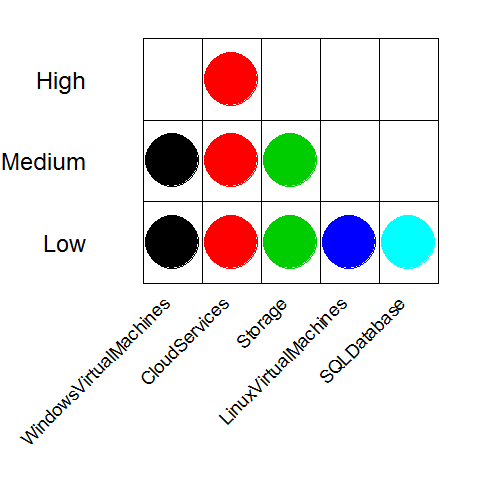 High
Medium
Low
WindowsVirtualMachines
CloudServices
Storage
LinuxVirtualMachines
SQLDatabase